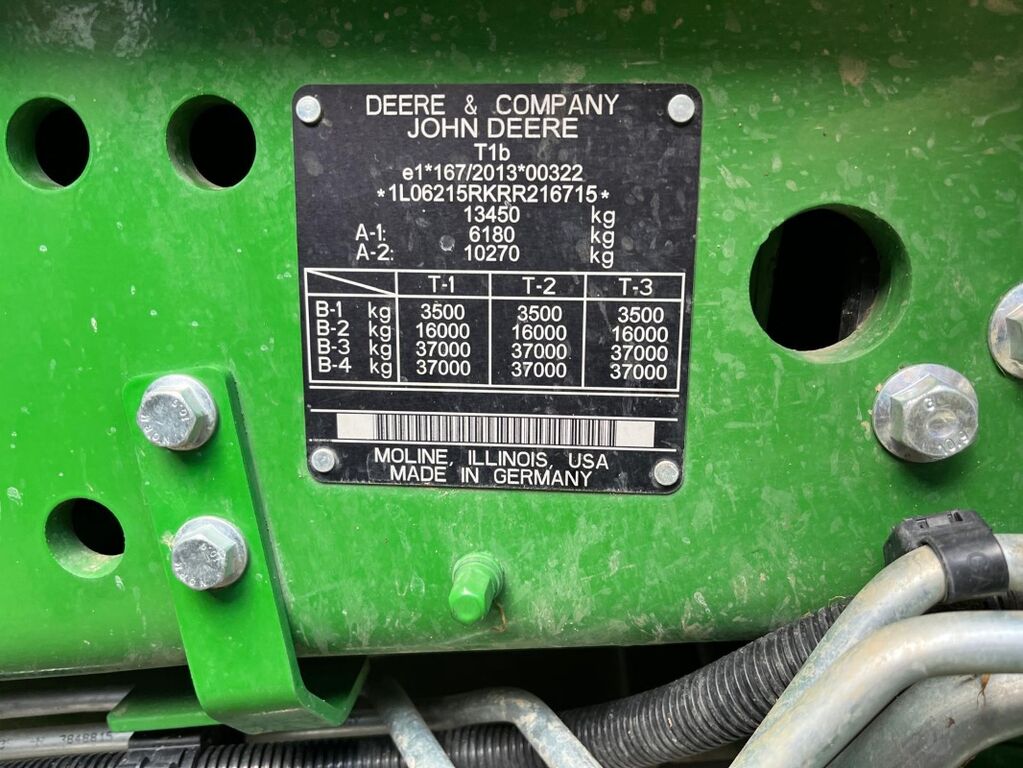 DEERE & COMPANY
JOHN DEERE
T1b
e1*167/2013*00322
*1L06215RKRR216715*
13450 kg
A-1: 6180 kg
A-2: 10270 kg
T-1 T-2 T-3
B-1 kg 3500 3500 3500
B-2 kg 16000 16000 16000
B-3 kg 37000 37000 37000
B-4 kg 37000 37000 37000
MOLINE, ILLINOIS, USA
MADE IN GERMANY